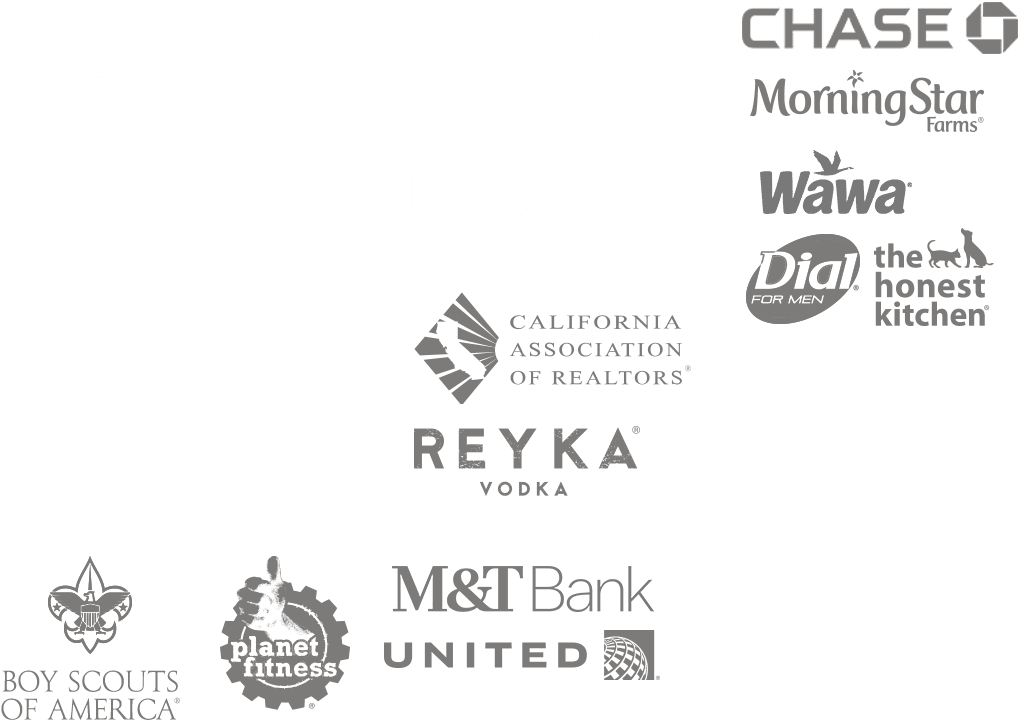 CHASE
MorningStar
Farms®
Wawa®
Dial®
FOR MEN
the
honest
kitchen®
CALIFORNIA
ASSOCIATION
OF REALTORS®
REYKA®
VODKA
M&T Bank
UNITED®
planet
fitness®
BOY SCOUTS
OF AMERICA®